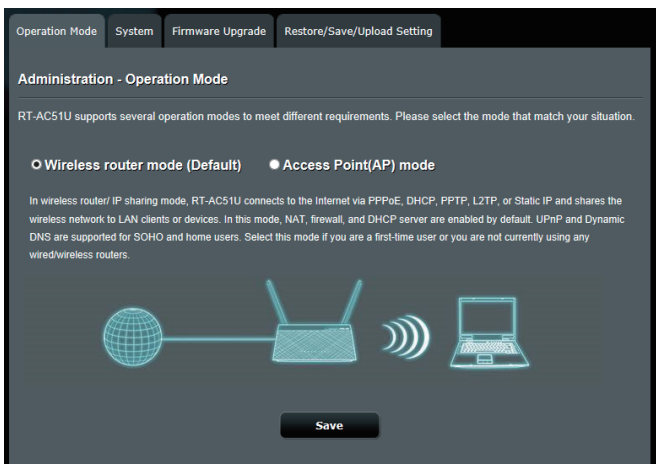 Operation Mode System Firmware Upgrade Restore/Save/Upload Setting
Administration - Operation Mode
RT-AC51U supports several operation modes to meet different requirements. Please select the mode that match your situation.
Wireless router mode (Default) Access Point(AP) mode
In wireless router/ IP sharing mode, RT-AC51U connects to the Internet via PPPoE, DHCP, PPTP, L2TP, or Static IP and shares the
wireless network to LAN clients or devices. In this mode, NAT, firewall, and DHCP server are enabled by default. UPnP and Dynamic
DNS are supported for SOHO and home users. Select this mode if you are a first-time user or you are not currently using any
wired/wireless routers.
Save